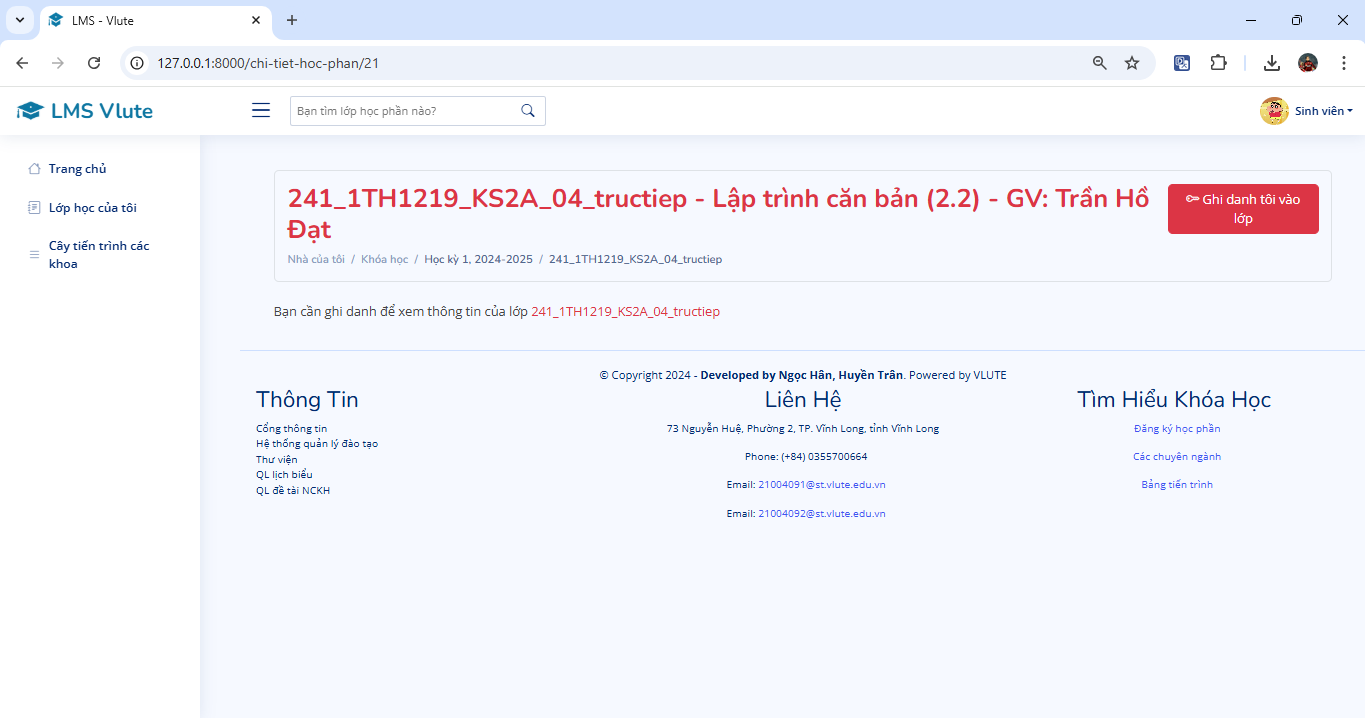 LMS - Vlute
127.0.0.1:8000/chi-tiet-hoc-phan/21
LMS Vlute
Bạn tìm lớp học phần nào?
Sinh viên
Trang chủ
Lớp học của tôi
Cây tiến trình các
khoa
241_1TH1219_KS2A_04_tructiep - Lập trình căn bản (2.2) - GV: Trần Hồ
Đạt
Ghi danh tôi vào
lớp
Nhà của tôi / Khóa học / Học kỳ 1, 2024-2025 / 241_1TH1219_KS2A_04_tructiep
Bạn cần ghi danh để xem thông tin của lớp 241_1TH1219_KS2A_04_tructiep
© Copyright 2024 - Developed by Ngọc Hân, Huyền Trân. Powered by VLUTE
Thông Tin
Cổng thông tin
Hệ thống quản lý đào tạo
Thư viện
QL lịch biểu
QL đề tài NCKH
Liên Hệ
73 Nguyễn Huệ, Phường 2, TP. Vĩnh Long, tỉnh Vĩnh Long
Phone: (+84) 0355700664
Email: 21004091@st.vlute.edu.vn
Email: 21004092@st.vlute.edu.vn
Tìm Hiểu Khóa Học
Đăng ký học phần
Các chuyên ngành
Bảng tiến trình